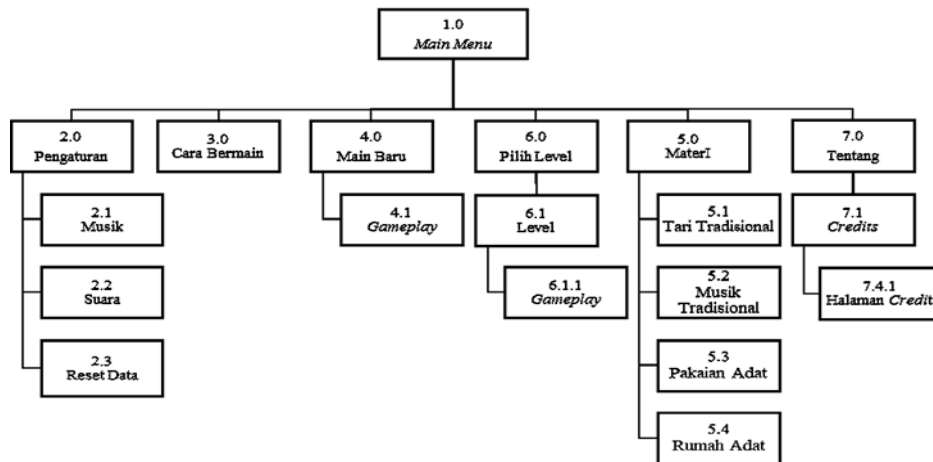 1.0
Main Menu
2.0
Pengaturan
3.0
Cara Bermain
4.0
Main Baru
6.0
Pilih Level
5.0
MaterI
7.0
Tentang
2.1
Musik
4.1
Gameplay
6.1
Level
5.1
Tari Tradisional
7.1
Credits
2.2
Suara
6.1.1
Gameplay
5.2
Musik
Tradisional
7.4.1
Halaman Credit
2.3
Reset Data
5.3
Pakaian Adat
5.4
Rumah Adat